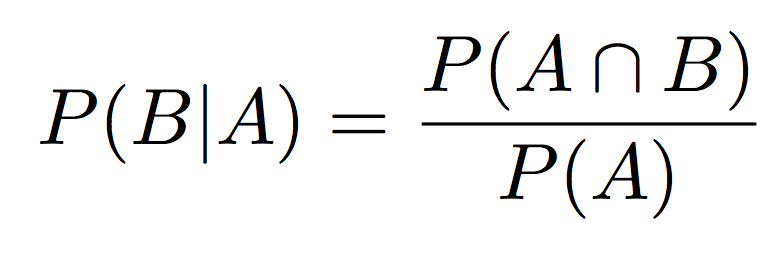 P(B|A) = P(A ∩ B) / P(A)